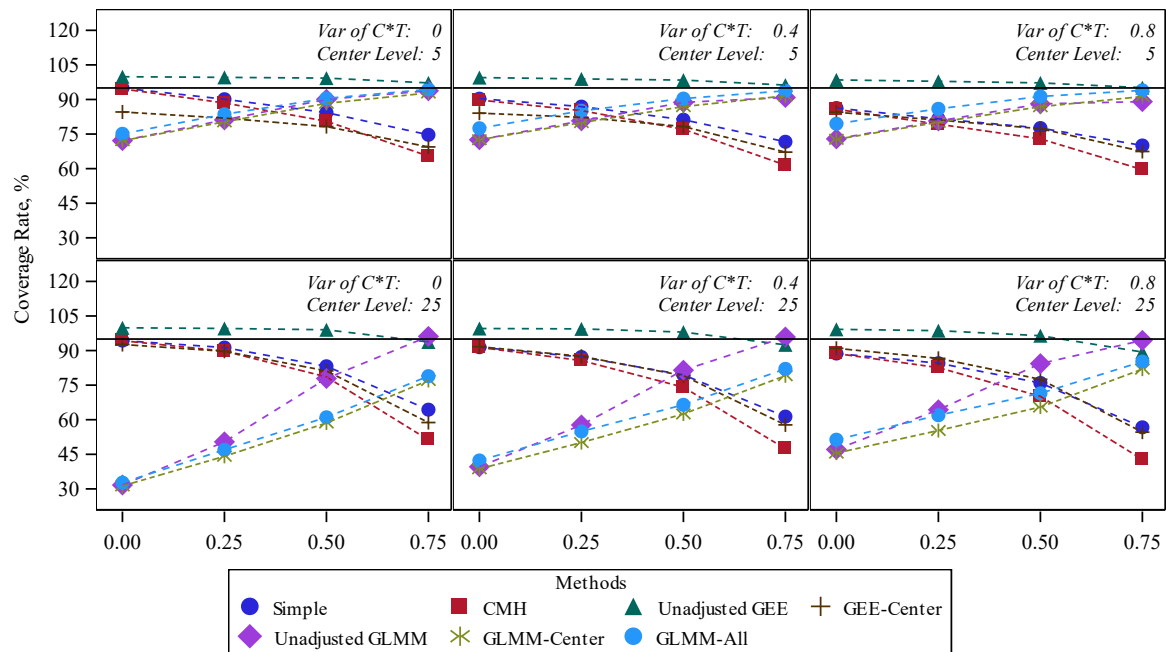 Coverage Rate, %
120
105
90
75
60
45
30
Var of C*T: 0
Center Level: 5
Var of C*T: 0.4
Center Level: 5
Var of C*T: 0.8
Center Level: 5
120
105
90
75
60
45
30
Var of C*T: 0
Center Level: 25
Var of C*T: 0.4
Center Level: 25
Var of C*T: 0.8
Center Level: 25
0.00 0.25 0.50 0.75 0.00 0.25 0.50 0.75 0.00 0.25 0.50 0.75
Methods
Simple CMH Unadjusted GEE GEE-Center
Unadjusted GLMM GLMM-Center GLMM-All